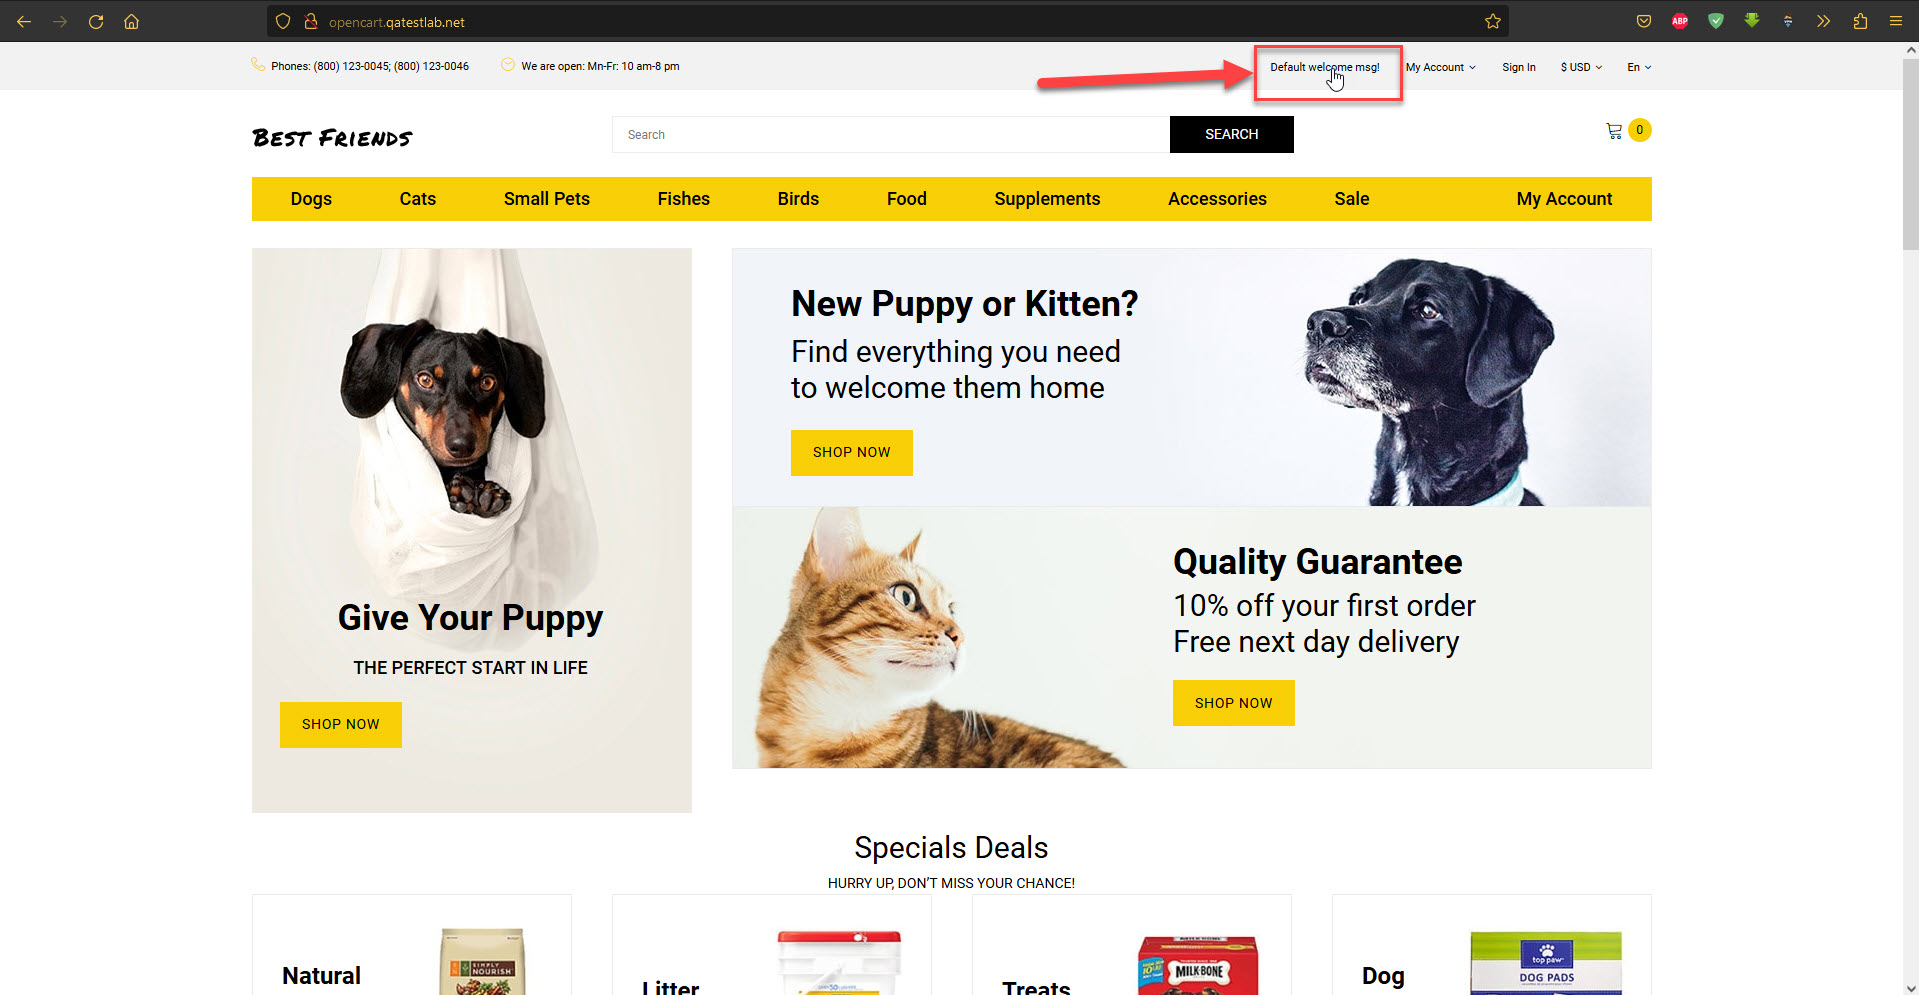 opencart.qatestlab.net
ABP
Phones: (800) 123-0045; (800) 123-0046
We are open: Mn-Fr: 10 am-8 pm
Default welcome msg!
My Account
Sign In
$ USD
En
Best Friends
Search
SEARCH
0
Dogs
Cats
Small Pets
Fishes
Birds
Food
Supplements
Accessories
Sale
My Account
Give Your Puppy
THE PERFECT START IN LIFE
SHOP NOW
New Puppy or Kitten?
Find everything you need
to welcome them home
SHOP NOW
Quality Guarantee
10% off your first order
Free next day delivery
SHOP NOW
Specials Deals
HURRY UP, DON’T MISS YOUR CHANCE!
Natural
SIMPLY
NOURISH
Litter
Treats
MILK-BONE
Dog
top paw
DOG PADS